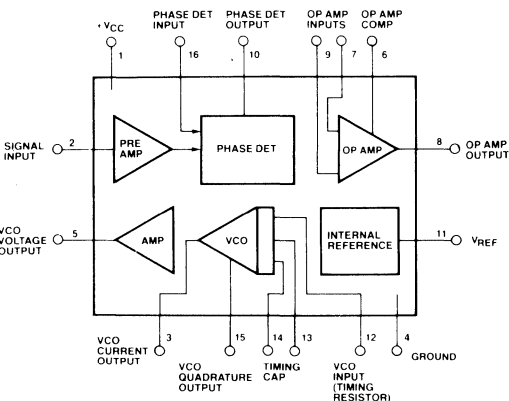 PHASE DET PHASE DET OP AMP OP AMP
INPUT OUTPUT INPUTS COMP
+ VCC
1 16 10 9 7 6
SIGNAL
INPUT
2
PRE
AMP
PHASE DET
OP AMP
8
OP AMP
OUTPUT
VCO
VOLTAGE
OUTPUT
5
AMP
VCO
INTERNAL
REFERENCE
11
VREF
3 15 14 13 12 4
VCO
CURRENT
OUTPUT
VCO
QUADRATURE
OUTPUT
TIMING
CAP
VCO
INPUT
(TIMING
RESISTOR)
GROUND